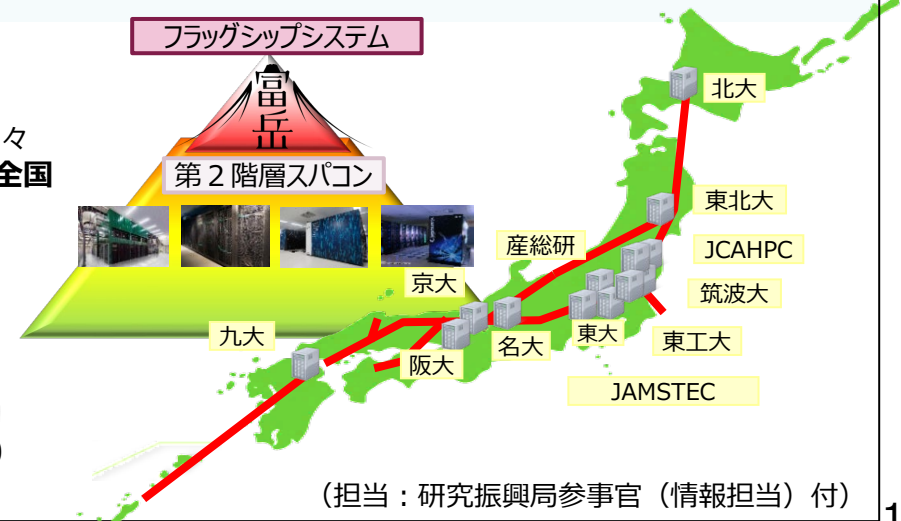 フラッグシップシステム
富岳
々
全国
第２階層スパコン
北大
東北大
産総研
JCAHPC
京大
筑波大
九大
阪大
名大
東大
東工大
JAMSTEC
）
（担当：研究振興局参事官（情報担当）付）
1